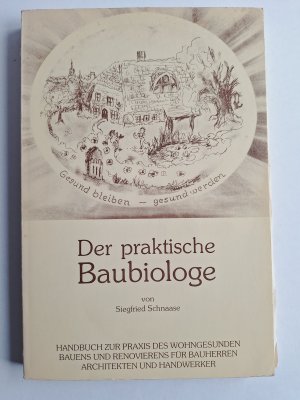 Gesund bleiben – gesund werden
Der praktische
Baubiologe
von
Siegfried Schnaase
HANDBUCH ZUR PRAXIS DES WOHNGESUNDEN
BAUENS UND RENOVIERENS FÜR BAUHERREN
ARCHITEKTEN UND HANDWERKER